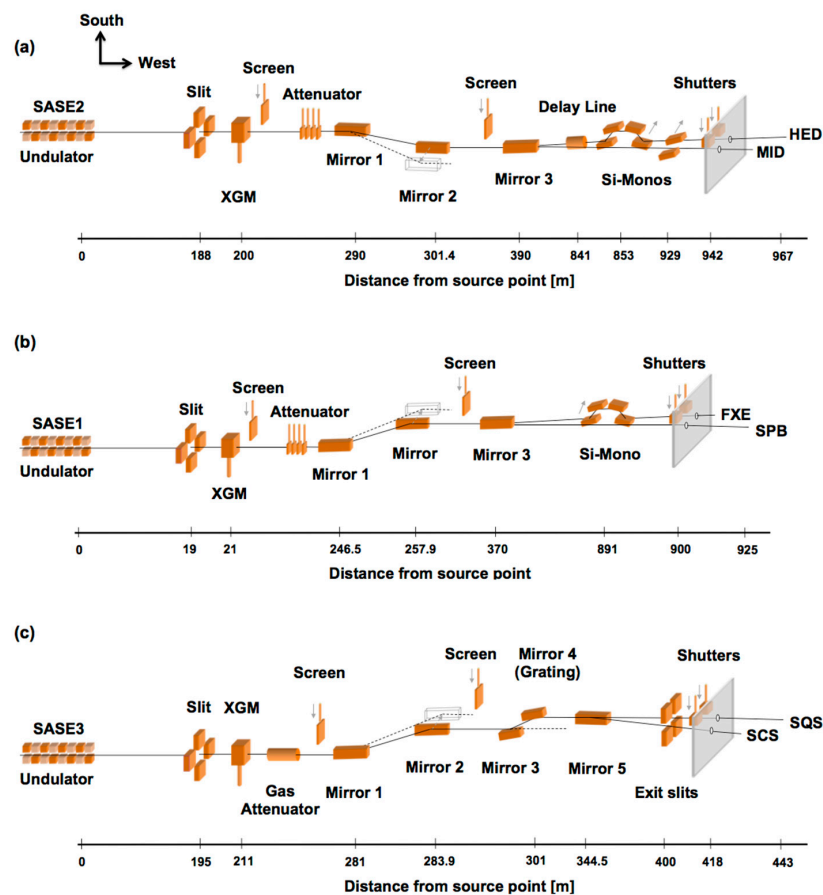 South
(a)
West
Screen
Screen
Shutters
Slit
Attenuator
Delay Line
SASE2
HED
MID
Undulator
Mirror 1
Mirror 3
Si-Monos
XGM
Mirror 2
0 188 200 290 301.4 390 841 853 929 942 967
Distance from source point [m]
(b)
Screen
Shutters
Screen
Slit
Attenuator
SASE1
FXE
SPB
Undulator
Mirror 1
Mirror
Mirror 3
Si-Mono
XGM
0 19 21 246.5 257.9 370 891 900 925
Distance from source point
(c)
Mirror 4
(Grating)
Screen
Shutters
Screen
Slit
XGM
SASE3
SQS
SCS
Undulator
Mirror 2
Mirror 3
Mirror 5
Gas
Attenuator
Mirror 1
Exit slits
0 195 211 281 283.9 301 344.5 400 418 443
Distance from source point [m]